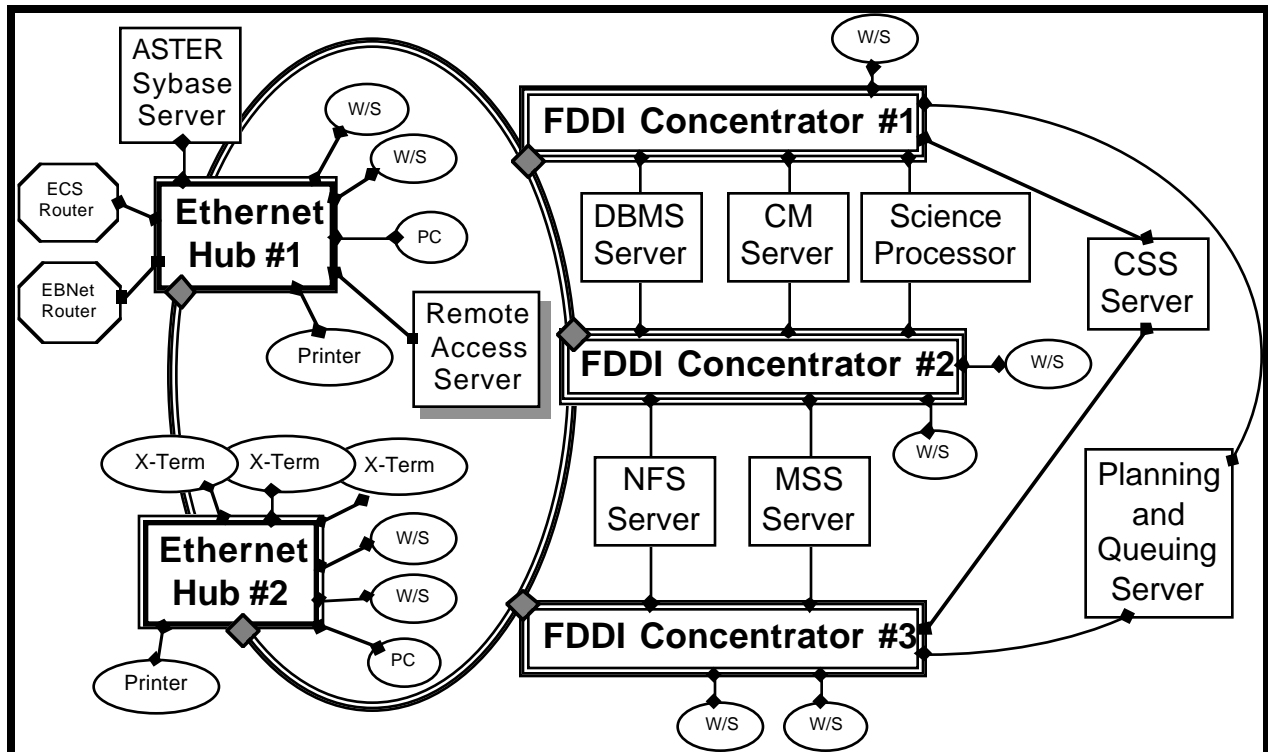 W/S
ASTER
Sybase
Server
FDDI Concentrator #1
W/S
W/S
ECS
Router
Ethernet
Hub #1
DBMS
Server
CM
Server
Science
Processor
PC
CSS
Server
EBNet
Router
Remote
Access
Server
Printer
FDDI Concentrator #2
W/S
W/S
X-Term
X-Term
X-Term
NFS
Server
MSS
Server
Planning
and
Queuing
Server
Ethernet
Hub #2
W/S
W/S
FDDI Concentrator #3
PC
Printer
W/S
W/S